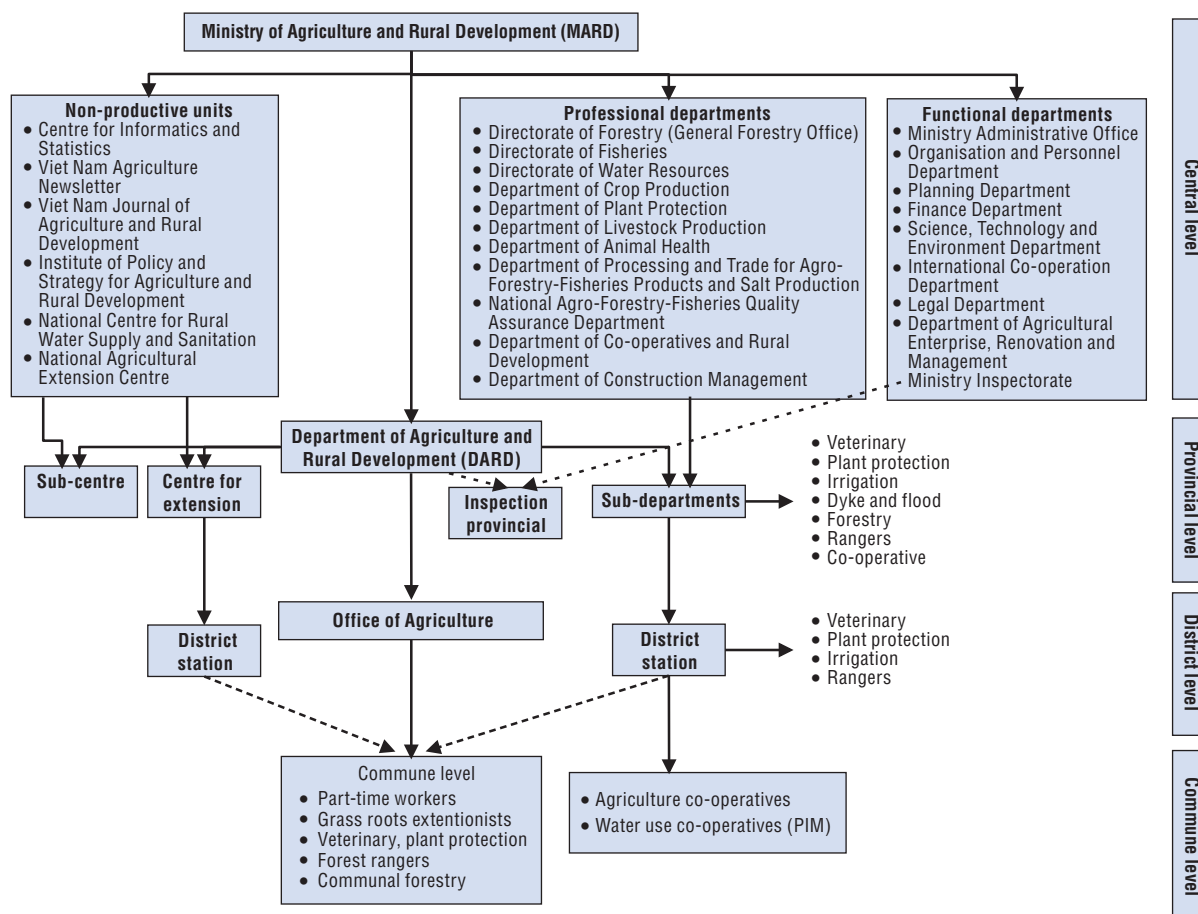 Ministry of Agriculture and Rural Development (MARD)
Non-productive units
• Centre for Informatics and
Statistics
• Viet Nam Agriculture
Newsletter
• Viet Nam Journal of
Agriculture and Rural
Development
• Institute of Policy and
Strategy for Agriculture and
Rural Development
• National Centre for Rural
Water Supply and Sanitation
• National Agricultural
Extension Centre
Professional departments
• Directorate of Forestry (General Forestry Office)
• Directorate of Fisheries
• Directorate of Water Resources
• Department of Crop Production
• Department of Plant Protection
• Department of Livestock Production
• Department of Animal Health
• Department of Processing and Trade for Agro-
Forestry-Fisheries Products and Salt Production
• National Agro-Forestry-Fisheries Quality
Assurance Department
• Department of Co-operatives and Rural
Development
• Department of Construction Management
Functional departments
• Ministry Administrative Office
• Organisation and Personnel
Department
• Planning Department
• Finance Department
• Science, Technology and
Environment Department
• International Co-operation
Department
• Legal Department
• Department of Agricultural
Enterprise, Renovation and
Management
• Ministry Inspectorate
Central level
Department of Agriculture and
Rural Development (DARD)
Sub-centre
Centre for
extension
Inspection
provincial
Sub-departments
• Veterinary
• Plant protection
• Irrigation
• Dyke and flood
• Forestry
• Rangers
• Co-operative
Provincial level
District
station
Office of Agriculture
District
station
• Veterinary
• Plant protection
• Irrigation
• Rangers
District level
Commune level
• Part-time workers
• Grass roots extentionists
• Veterinary, plant protection
• Forest rangers
• Communal forestry
• Agriculture co-operatives
• Water use co-operatives (PIM)
Commune level